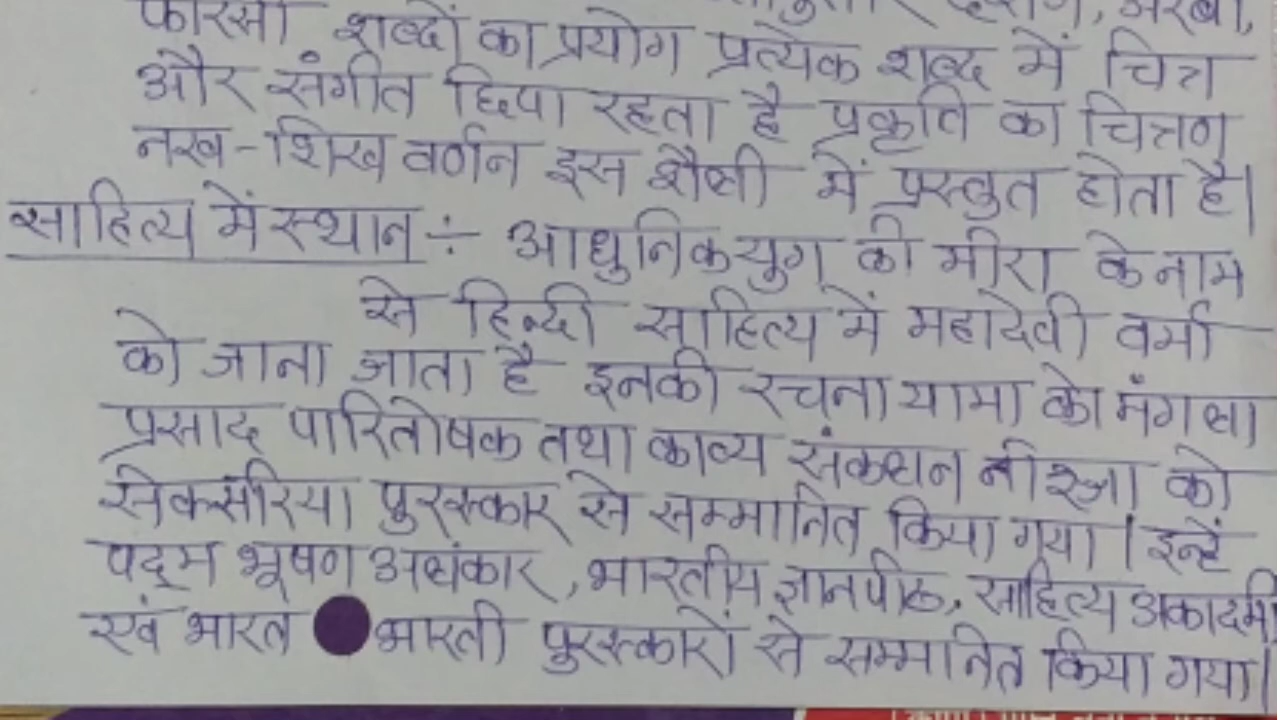 फारसी शब्दों का प्रयोग प्रत्येक शब्द में चित्र
और संगीत छिपा रहता है प्रकृति का चित्रण
नख-शिख वर्णन इस शैली में प्रस्तुत होता है।
साहित्य में स्थान ÷ आधुनिक युग की मीरा के नाम
से हिन्दी साहित्य में महादेवी वर्मा
को जाना जाता है इनकी रचना यामा को मंगला
प्रसाद पारितोषक तथा काव्य संकलन नीरजा को
सेकसरिया पुरस्कार से सम्मानित किया गया। इन्हें
पद्म भूषण अलंकार, भारतीय ज्ञानपीठ, साहित्य अकादमी
एवं भारत भारती पुरस्कारों से सम्मानित किया गया।